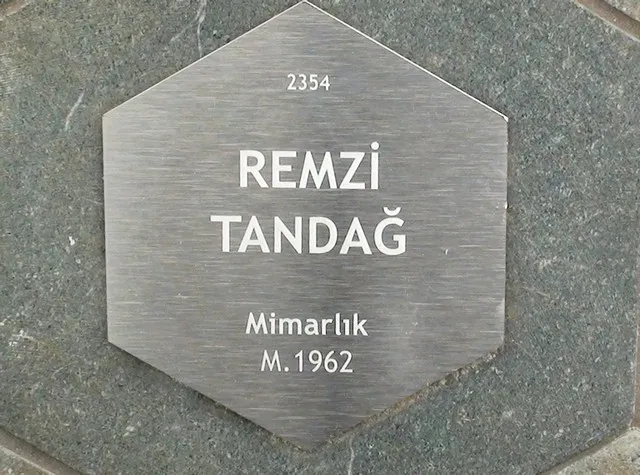 2354
REMZİ
TANDAĞ
Mimarlık
M.1962